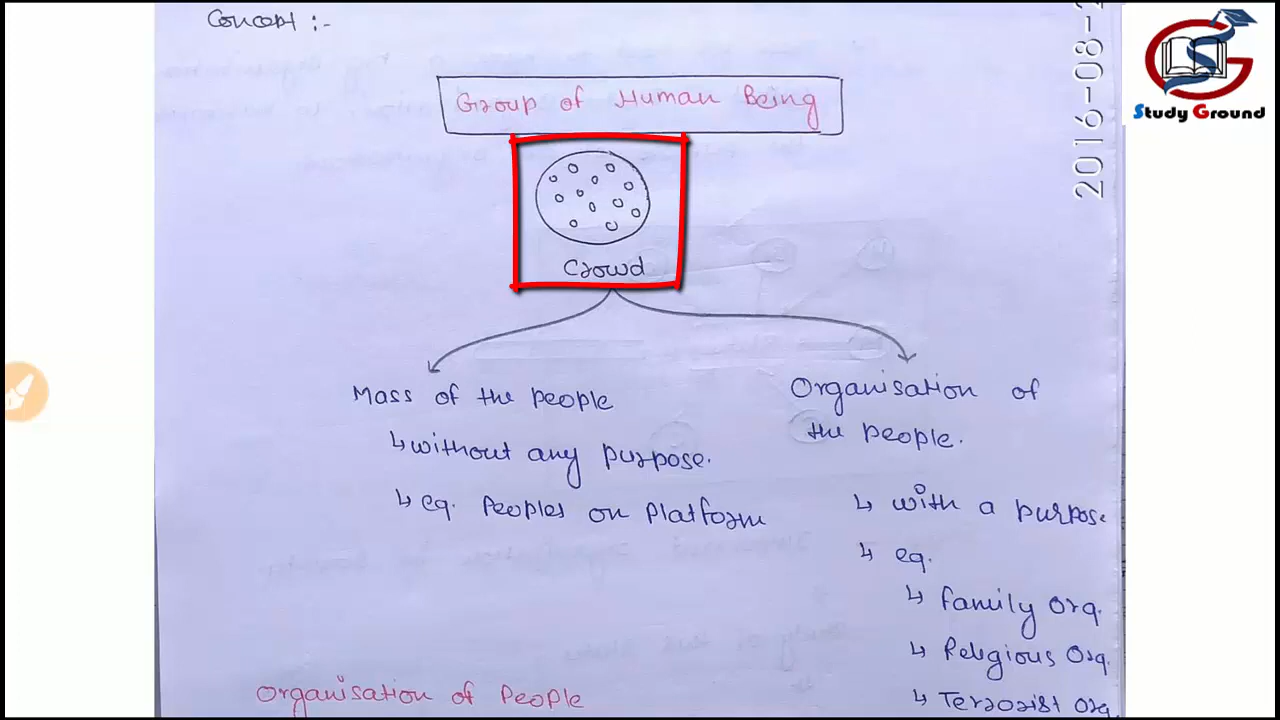 Concept :-
Group of Human Being
Crowd
Mass of the people
↳ without any purpose.
↳ eg. Peoples on Platform
Organisation of
the people.
↳ with a purpose
↳ eg.
↳ family Org.
↳ Religious Org.
↳ Terrorist Org.
Organisation of People
2016-08-
Study Ground